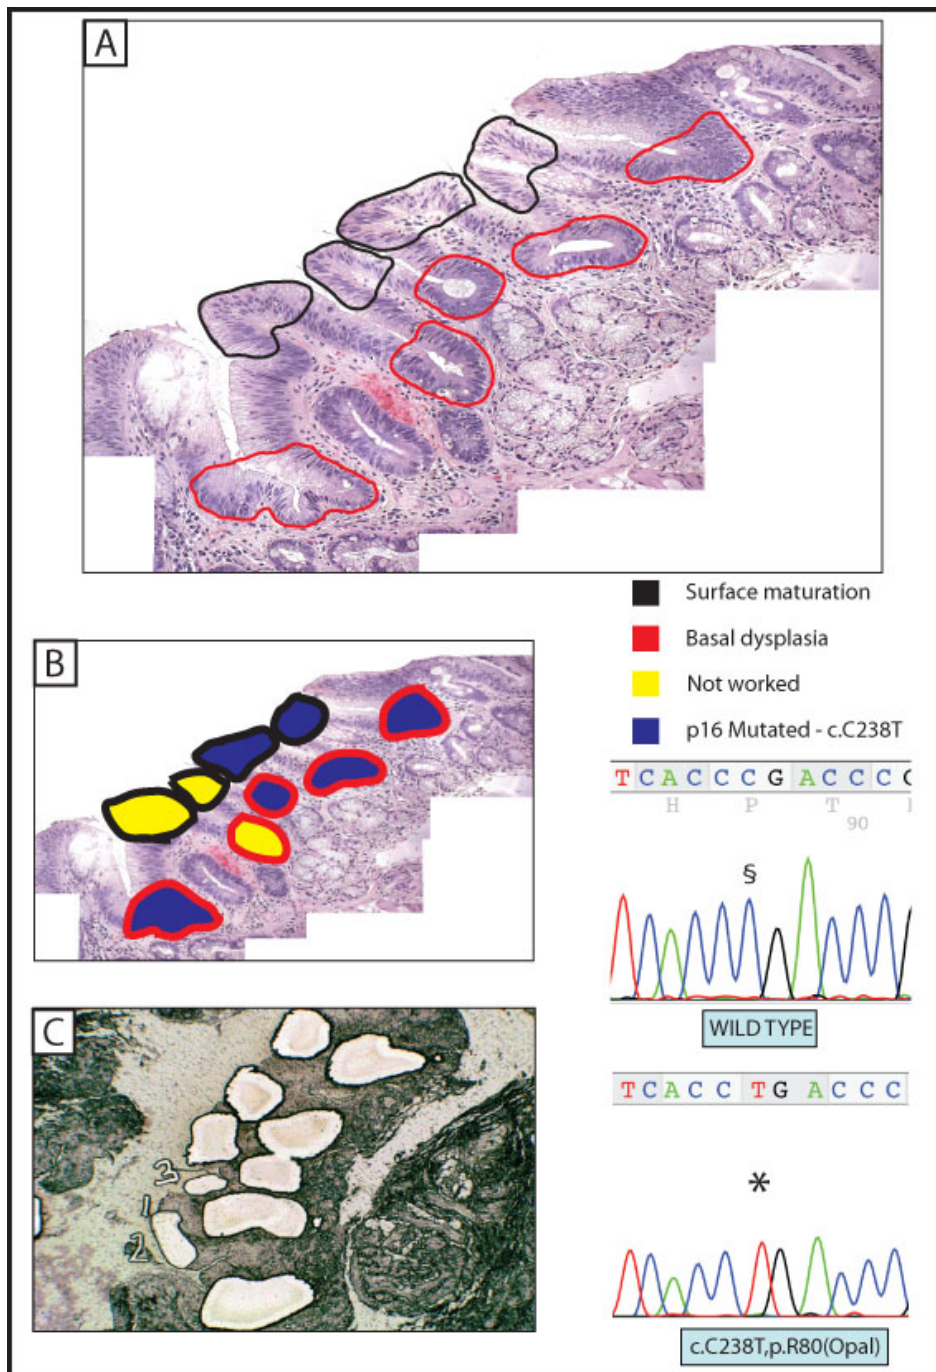 A
Surface maturation
Basal dysplasia
Not worked
p16 Mutated - c.C238T
B
TCACCCGACCC
H P T
90
§
WILD TYPE
C
3
1
2
TCACCTGACCC
*
c.C238T,p.R80(Opal)